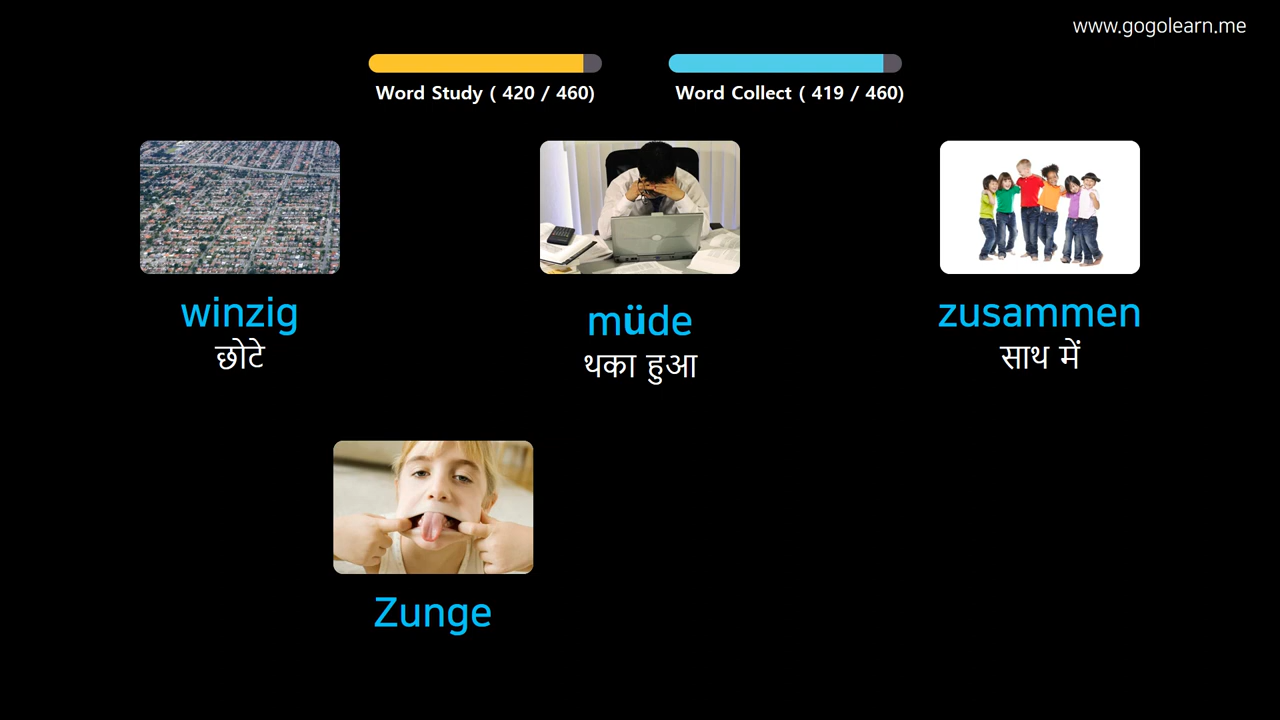 www.gogolearn.me
Word Study ( 420 / 460)
Word Collect ( 419 / 460)
winzig
छोटे
müde
थका हुआ
zusammen
साथ में
Zunge